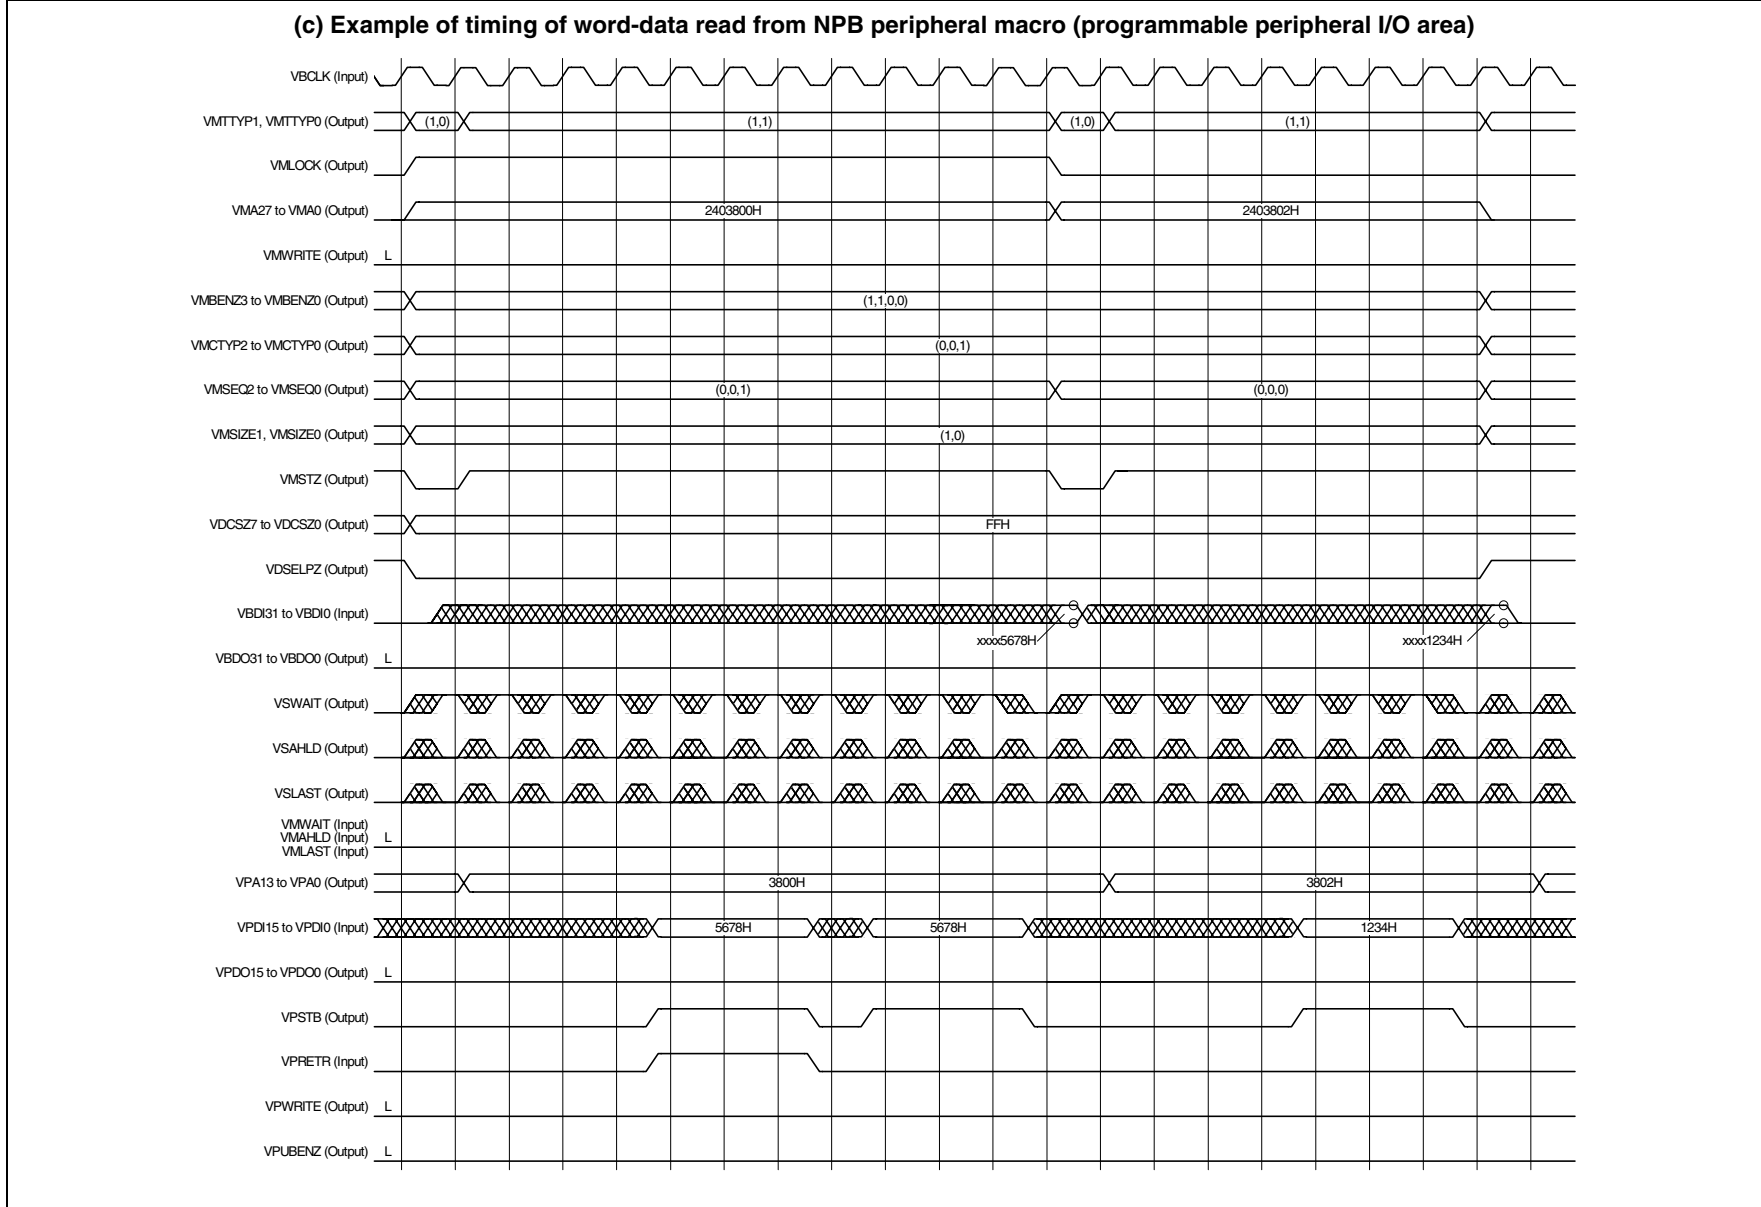 (c) Example of timing of word-data read from NPB peripheral macro (programmable peripheral I/O area)
VBCLK (Input)
VMTTYP1, VMTTYP0 (Output) (1,0) (1,1) (1,0) (1,1)
VMLOCK (Output)
VMA27 to VMA0 (Output) 2403800H 2403802H
VMWRITE (Output) L
VMBENZ3 to VMBENZ0 (Output) (1,1,0,0)
VMCTYP2 to VMCTYP0 (Output) (0,0,1)
VMSEQ2 to VMSEQ0 (Output) (0,0,1) (0,0,0)
VMSIZE1, VMSIZE0 (Output) (1,0)
VMSTZ (Output)
VDCSZ7 to VDCSZ0 (Output) FFH
VDSELPZ (Output)
VBDI31 to VBDI0 (Input)
xxxx5678H xxxx1234H
VBDO31 to VBDO0 (Output) L
VSWAIT (Output)
VSAHLD (Output)
VSLAST (Output)
VMWAIT (Input)
VMAHLD (Input) L
VMLAST (Input)
VPA13 to VPA0 (Output) 3800H 3802H
VPDI15 to VPDI0 (Input) 5678H 5678H 1234H
VPDO15 to VPDO0 (Output) L
VPSTB (Output)
VPRETR (Input)
VPWRITE (Output) L
VPUBENZ (Output) L